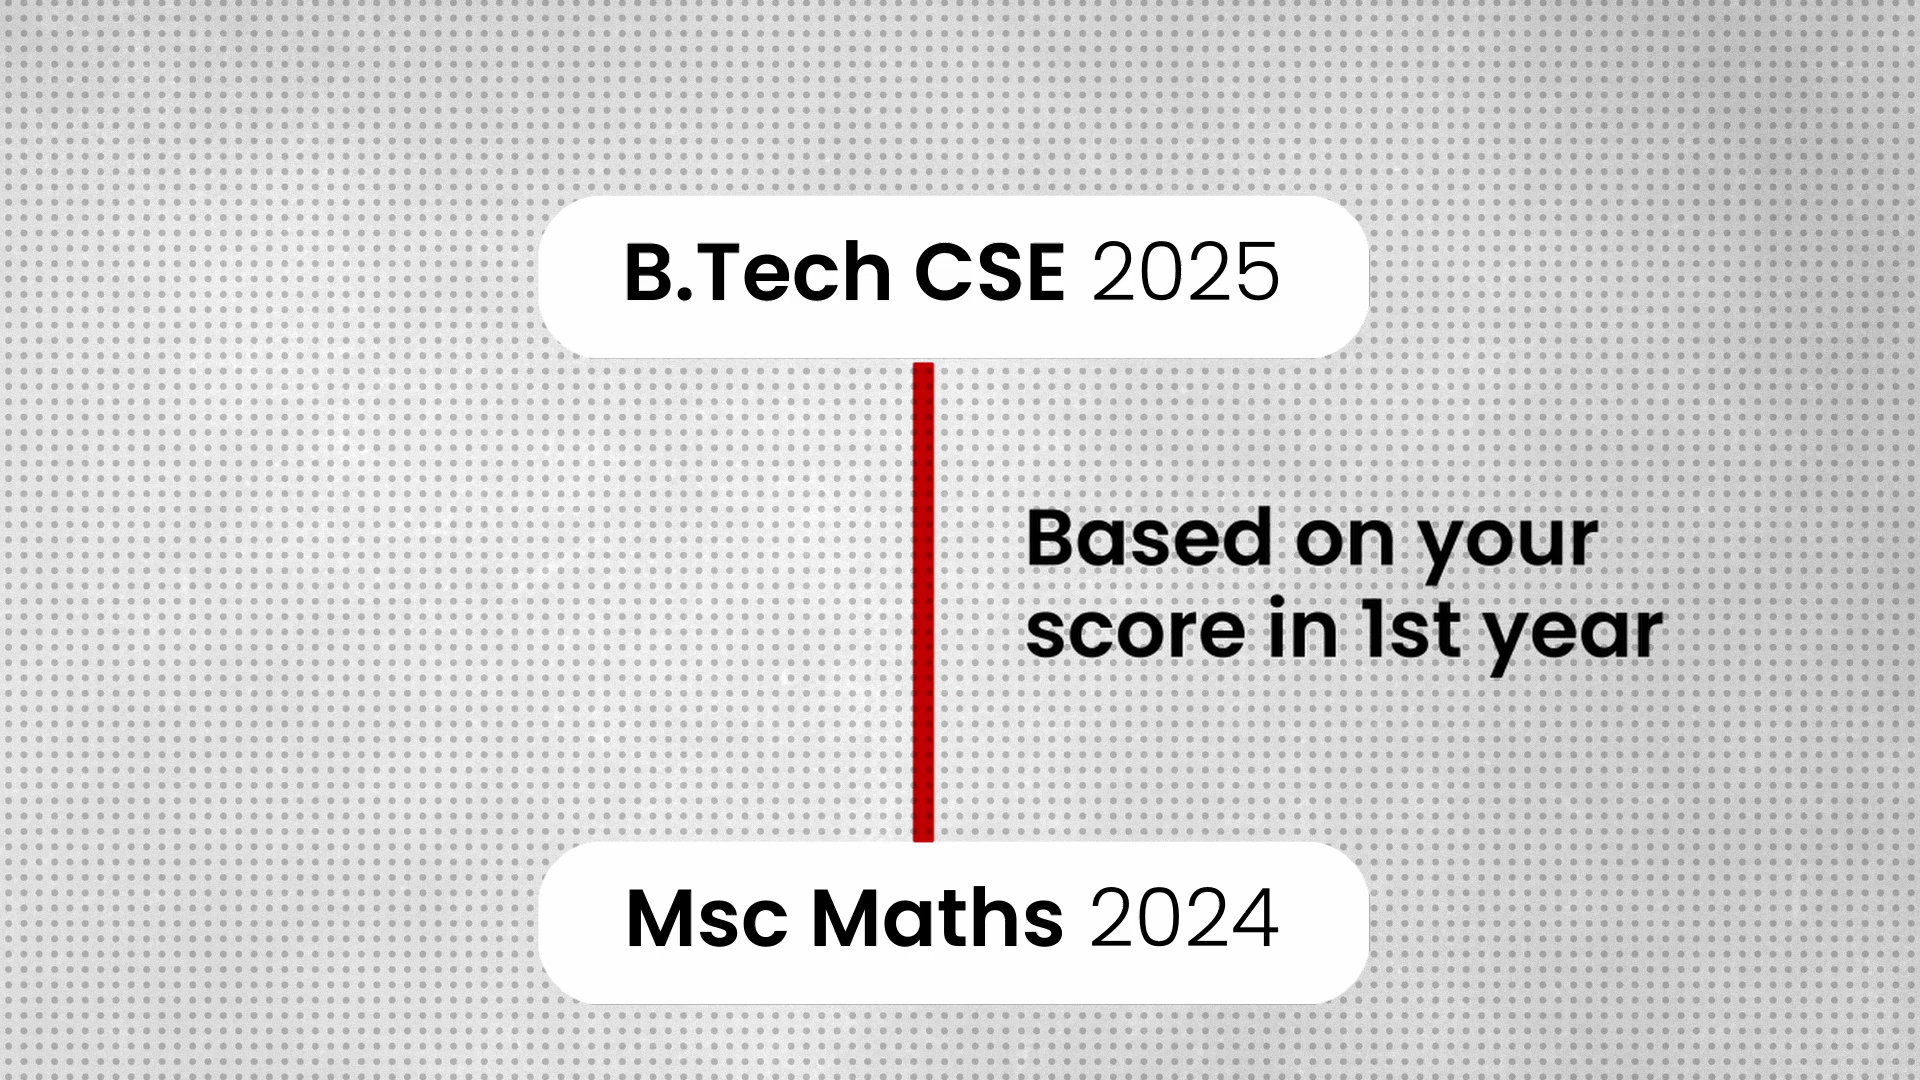 B.Tech CSE 2025
Based on your
score in 1st year
Msc Maths 2024